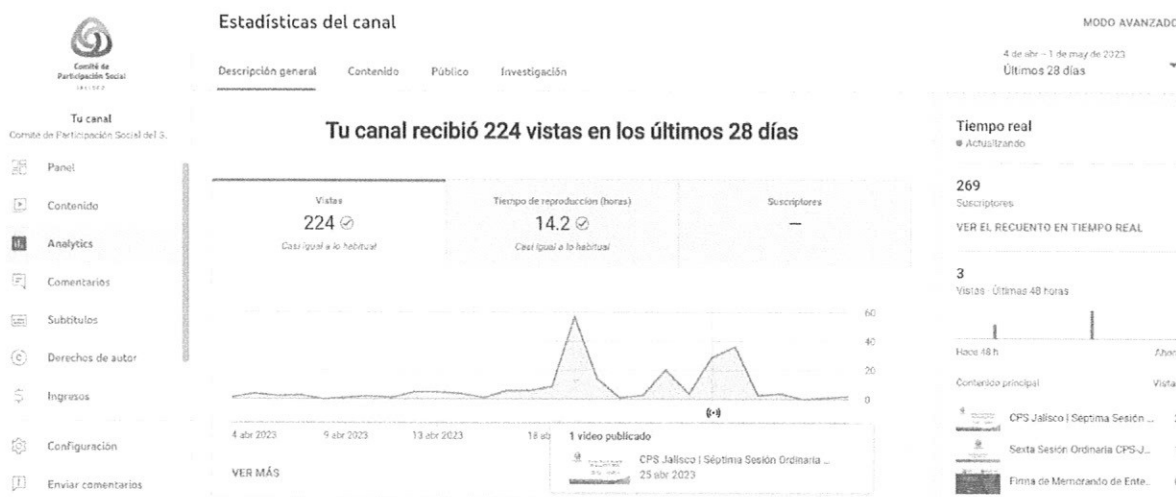 Comité de
Participación Social
JALISCO
Tu canal
Comité de Participación Social del S.
Panel
Contenido
Analytics
Comentarios
Subtítulos
Derechos de autor
Ingresos
Configuración
Enviar comentarios
Estadísticas del canal
MODO AVANZADO
Descripción general
Contenido
Público
Investigación
4 de abr – 1 de may de 2023
Últimos 28 días
Tu canal recibió 224 vistas en los últimos 28 días
Vistas
224
Casi igual a lo habitual
Tiempo de reproducción (horas)
14.2
Casi igual a lo habitual
Suscriptores
—
60
40
20
0
4 abr 2023
9 abr 2023
13 abr 2023
18 ab
1 video publicado
CPS Jalisco | Séptima Sesión Ordinaria ...
25 abr 2023
VER MÁS
Tiempo real
Actualizando
269
Suscriptores
VER EL RECUENTO EN TIEMPO REAL
3
Vistas · Últimas 48 horas
Hace 48 h
Ahor
Contenido principal
Vista
CPS Jalisco | Séptima Sesión ...
Sexta Sesión Ordinaria CPS-J...
Firma de Memorando de Ente...